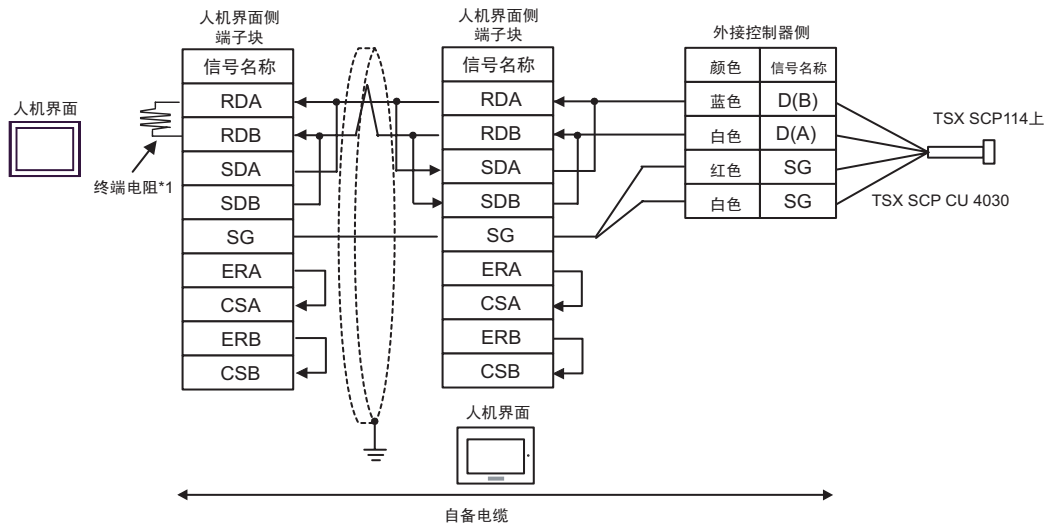 人机界面
终端电阻*1
人机界面侧
端子块
信号名称
RDA
RDB
SDA
SDB
SG
ERA
CSA
ERB
CSB
人机界面侧
端子块
信号名称
RDA
RDB
SDA
SDB
SG
ERA
CSA
ERB
CSB
外接控制器侧
颜色 信号名称
蓝色 D(B)
白色 D(A)
红色 SG
白色 SG
TSX SCP114上
TSX SCP CU 4030
人机界面
自备电缆